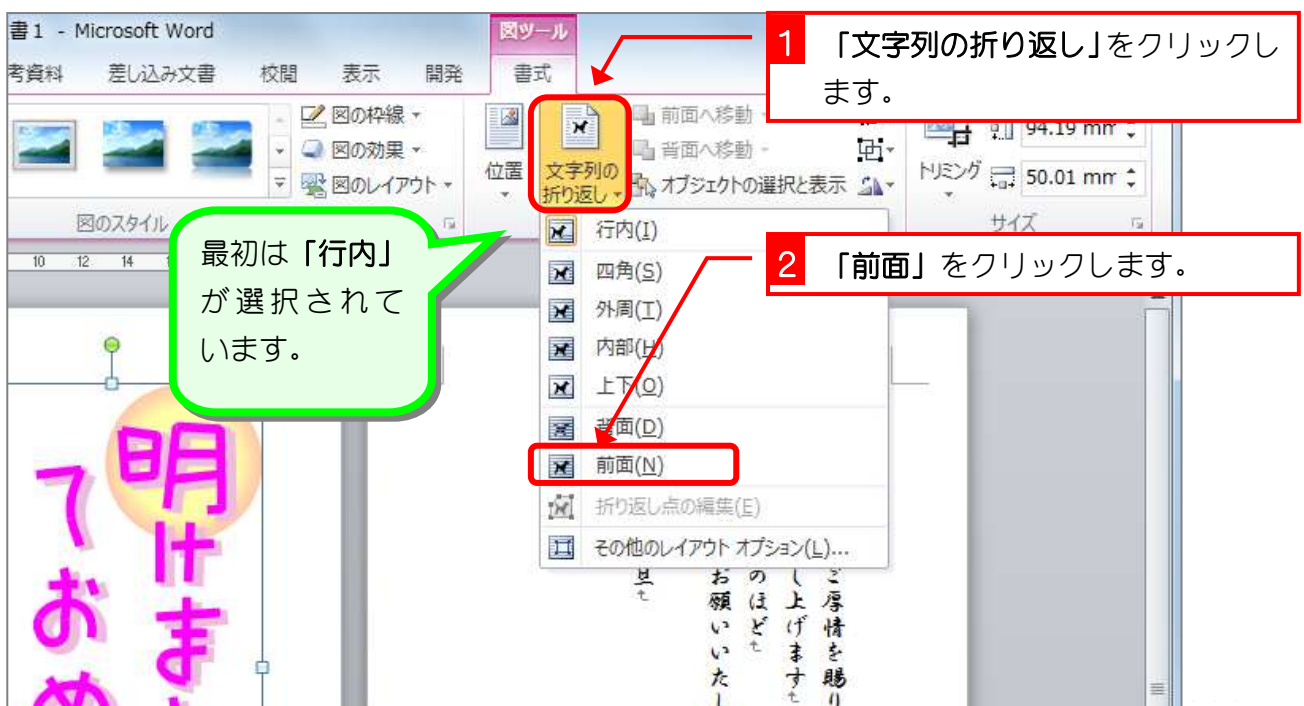 書1 - Microsoft Word
図ツール
考資料 差し込み文書 校閲 表示 開発 書式
1 「文字列の折り返し」をクリックし
ます。
図の枠線
図の効果
図のレイアウト
図のスタイル
位置
文字列の
折り返し
前面へ移動
背面へ移動
オブジェクトの選択と表示
トリミング
94.19 mm
50.01 mm
サイズ
最初は「行内」
が選択されて
います。
2 「前面」をクリックします。
10 12 14
行内(I)
四角(S)
外周(T)
内部(H)
上下(O)
背面(D)
前面(N)
折り返し点の編集(E)
その他のレイアウト オプション(L)...
明けま
ておめ
ご厚情を賜り
し上げます
のほど
お願いいたし
旦